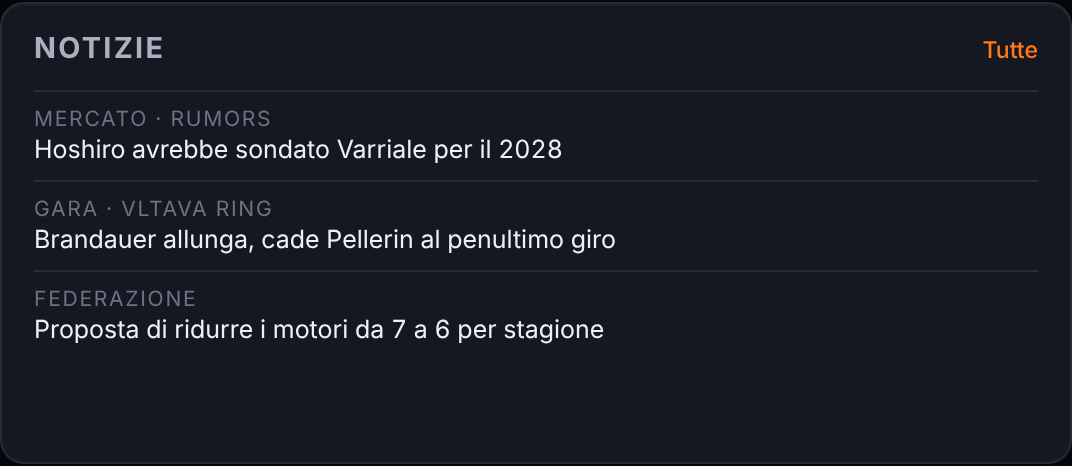 NOTIZIE
Tutte
MERCATO · RUMORS
Hoshiro avrebbe sondato Varriale per il 2028
GARA · VLTAVA RING
Brandauer allunga, cade Pellerin al penultimo giro
FEDERAZIONE
Proposta di ridurre i motori da 7 a 6 per stagione